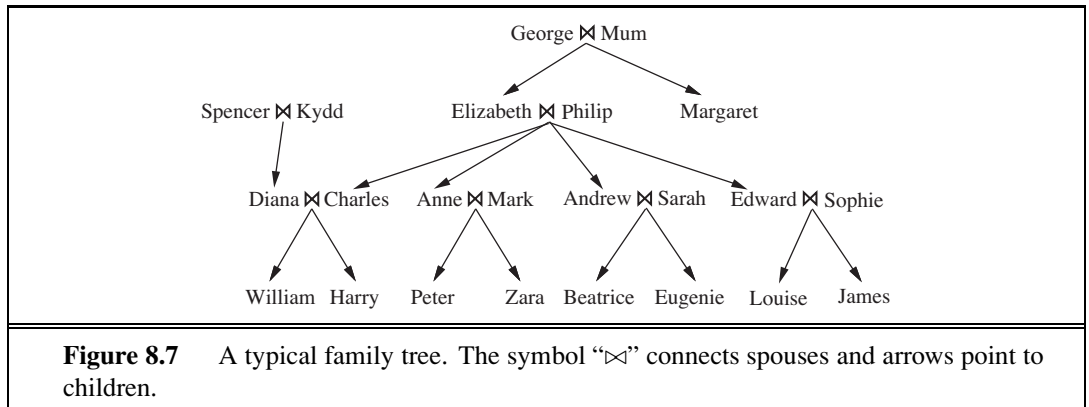 George ⋈ Mum
Spencer ⋈ Kydd Elizabeth ⋈ Philip Margaret
Diana ⋈ Charles Anne ⋈ Mark Andrew ⋈ Sarah Edward ⋈ Sophie
William Harry Peter Zara Beatrice Eugenie Louise James
Figure 8.7 A typical family tree. The symbol “⋈” connects spouses and arrows point to
children.